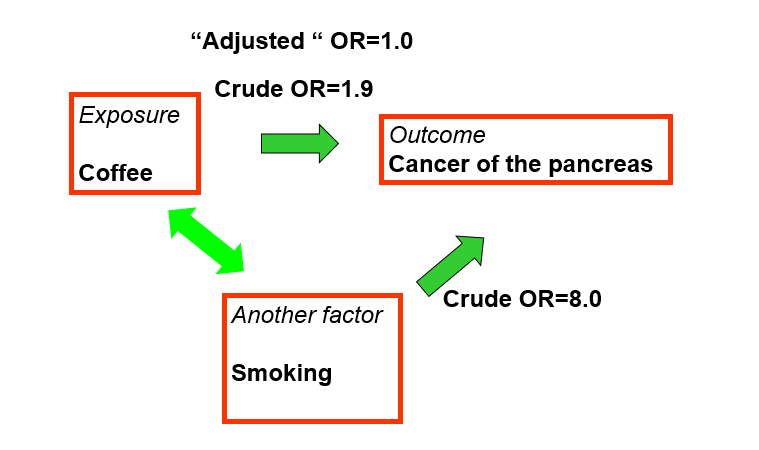 “Adjusted “ OR=1.0
Crude OR=1.9
Exposure
Coffee
Outcome
Cancer of the pancreas
Crude OR=8.0
Another factor
Smoking